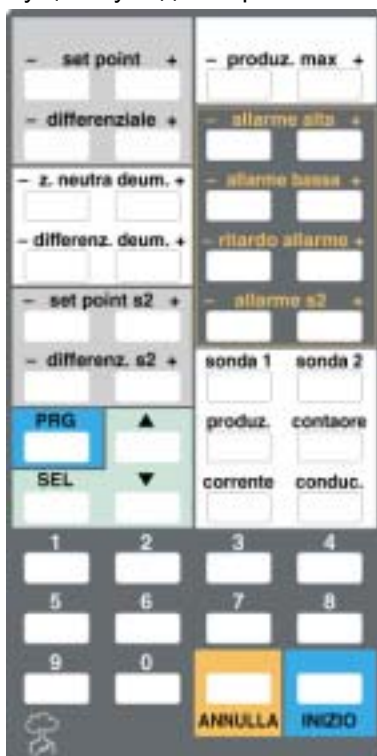 - set point +
- differenziale +
- z. neutra deum. +
- differenz. deum. +
- set point s2 +
- differenz. s2 +
PRG ▲
SEL ▼
- produz. max +
- allarme alta +
- allarme bassa +
- ritardo allarme +
- allarme s2 +
sonda 1 sonda 2
produz. contaore
corrente conduc.
1 2 3 4
5 6 7 8
9 0
ANNULLA INIZIO